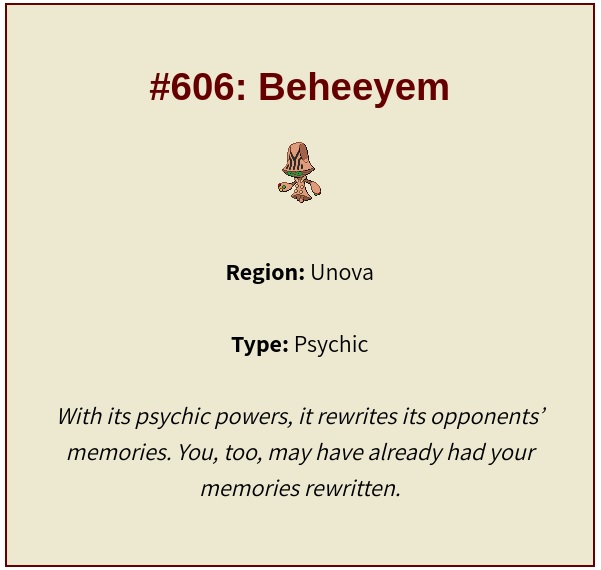 #606: Beheeyem
Region: Unova
Type: Psychic
With its psychic powers, it rewrites its opponents’
memories. You, too, may have already had your
memories rewritten.